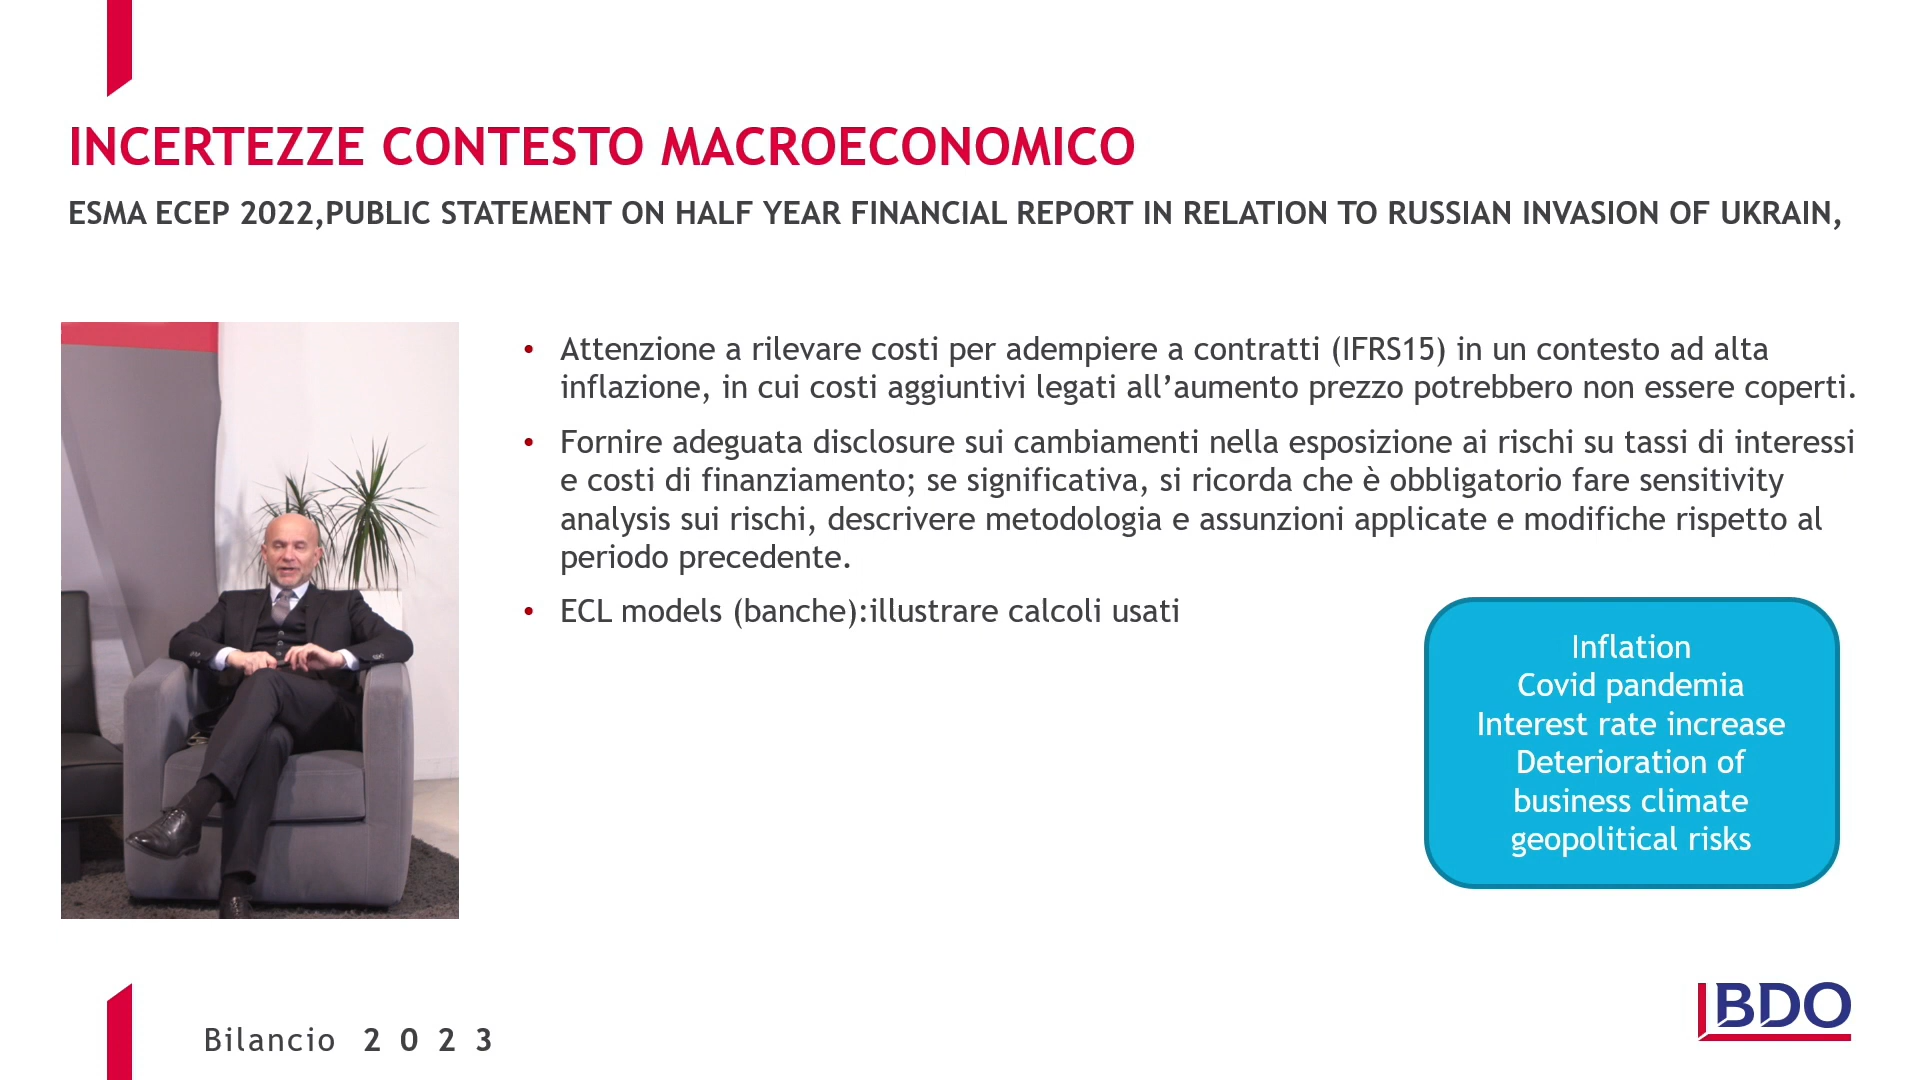 INCERTEZZE CONTESTO MACROECONOMICO
ESMA ECEP 2022,PUBLIC STATEMENT ON HALF YEAR FINANCIAL REPORT IN RELATION TO RUSSIAN INVASION OF UKRAIN,
• Attenzione a rilevare costi per adempiere a contratti (IFRS15) in un contesto ad alta
inflazione, in cui costi aggiuntivi legati all’aumento prezzo potrebbero non essere coperti.
• Fornire adeguata disclosure sui cambiamenti nella esposizione ai rischi su tassi di interessi
e costi di finanziamento; se significativa, si ricorda che è obbligatorio fare sensitivity
analysis sui rischi, descrivere metodologia e assunzioni applicate e modifiche rispetto al
periodo precedente.
• ECL models (banche):illustrare calcoli usati
Inflation
Covid pandemia
Interest rate increase
Deterioration of
business climate
geopolitical risks
Bilancio 2 0 2 3
BDO